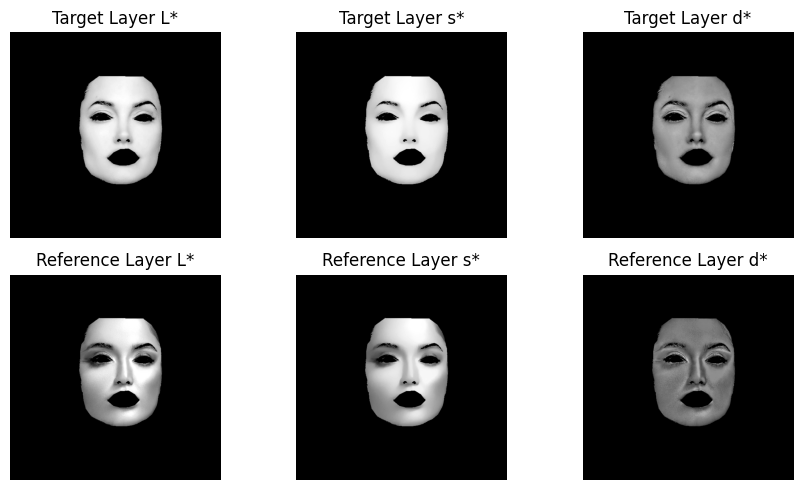 Target Layer L*
Target Layer s*
Target Layer d*
Reference Layer L*
Reference Layer s*
Reference Layer d*